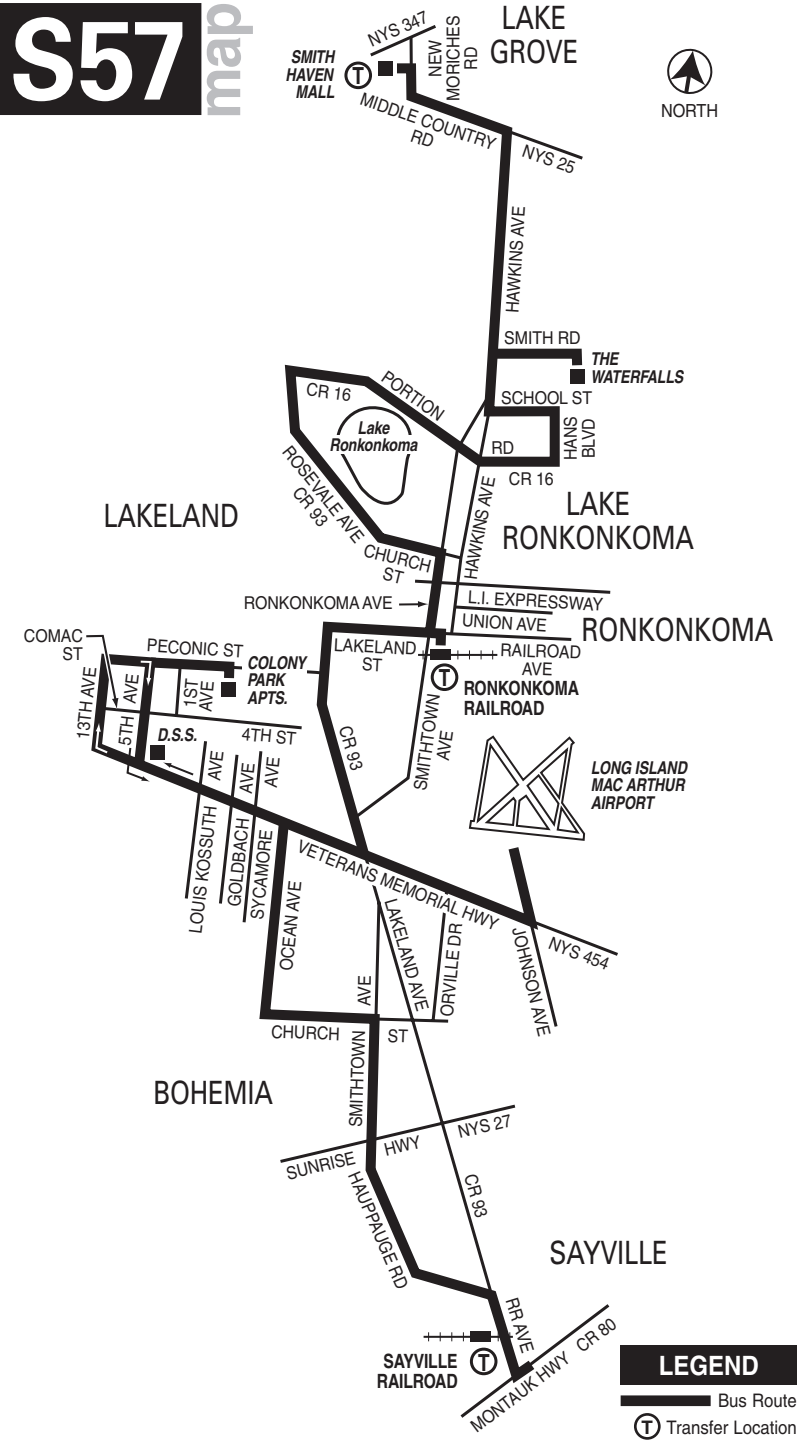 S57
map
LAKE
GROVE
NYS 347
NEW
MORICHES
RD
SMITH
HAVEN
MALL
T
NORTH
MIDDLE COUNTRY
RD
NYS 25
HAWKINS AVE
SMITH RD
THE
WATERFALLS
SCHOOL ST
HANS
BLVD
CR 16
PORTION
RD
CR 16
Lake
Ronkonkoma
ROSEVALE AVE
CR 93
HAWKINS AVE
LAKELAND
LAKE
RONKONKOMA
CHURCH
ST
RONKONKOMA AVE
L.I. EXPRESSWAY
UNION AVE
RONKONKOMA
COMAC
ST
PECONIC ST
COLONY
PARK
APTS.
LAKELAND
ST
RAILROAD
AVE
T
RONKONKOMA
RAILROAD
13TH AVE
5TH AVE
1ST
AVE
D.S.S.
4TH ST
CR 93
SMITHTOWN
AVE
LONG ISLAND
MAC ARTHUR
AIRPORT
LOUIS KOSSUTH AVE
GOLDBACH AVE
SYCAMORE AVE
OCEAN AVE
VETERANS MEMORIAL HWY
LAKELAND AVE
ORVILLE DR
JOHNSON AVE
NYS 454
CHURCH ST
SMITHTOWN AVE
BOHEMIA
SUNRISE HWY NYS 27
HAUPPAUGE RD
CR 93
SAYVILLE
RR AVE
SAYVILLE
RAILROAD
T
MONTAUK HWY CR 80
LEGEND
Bus Route
T Transfer Location